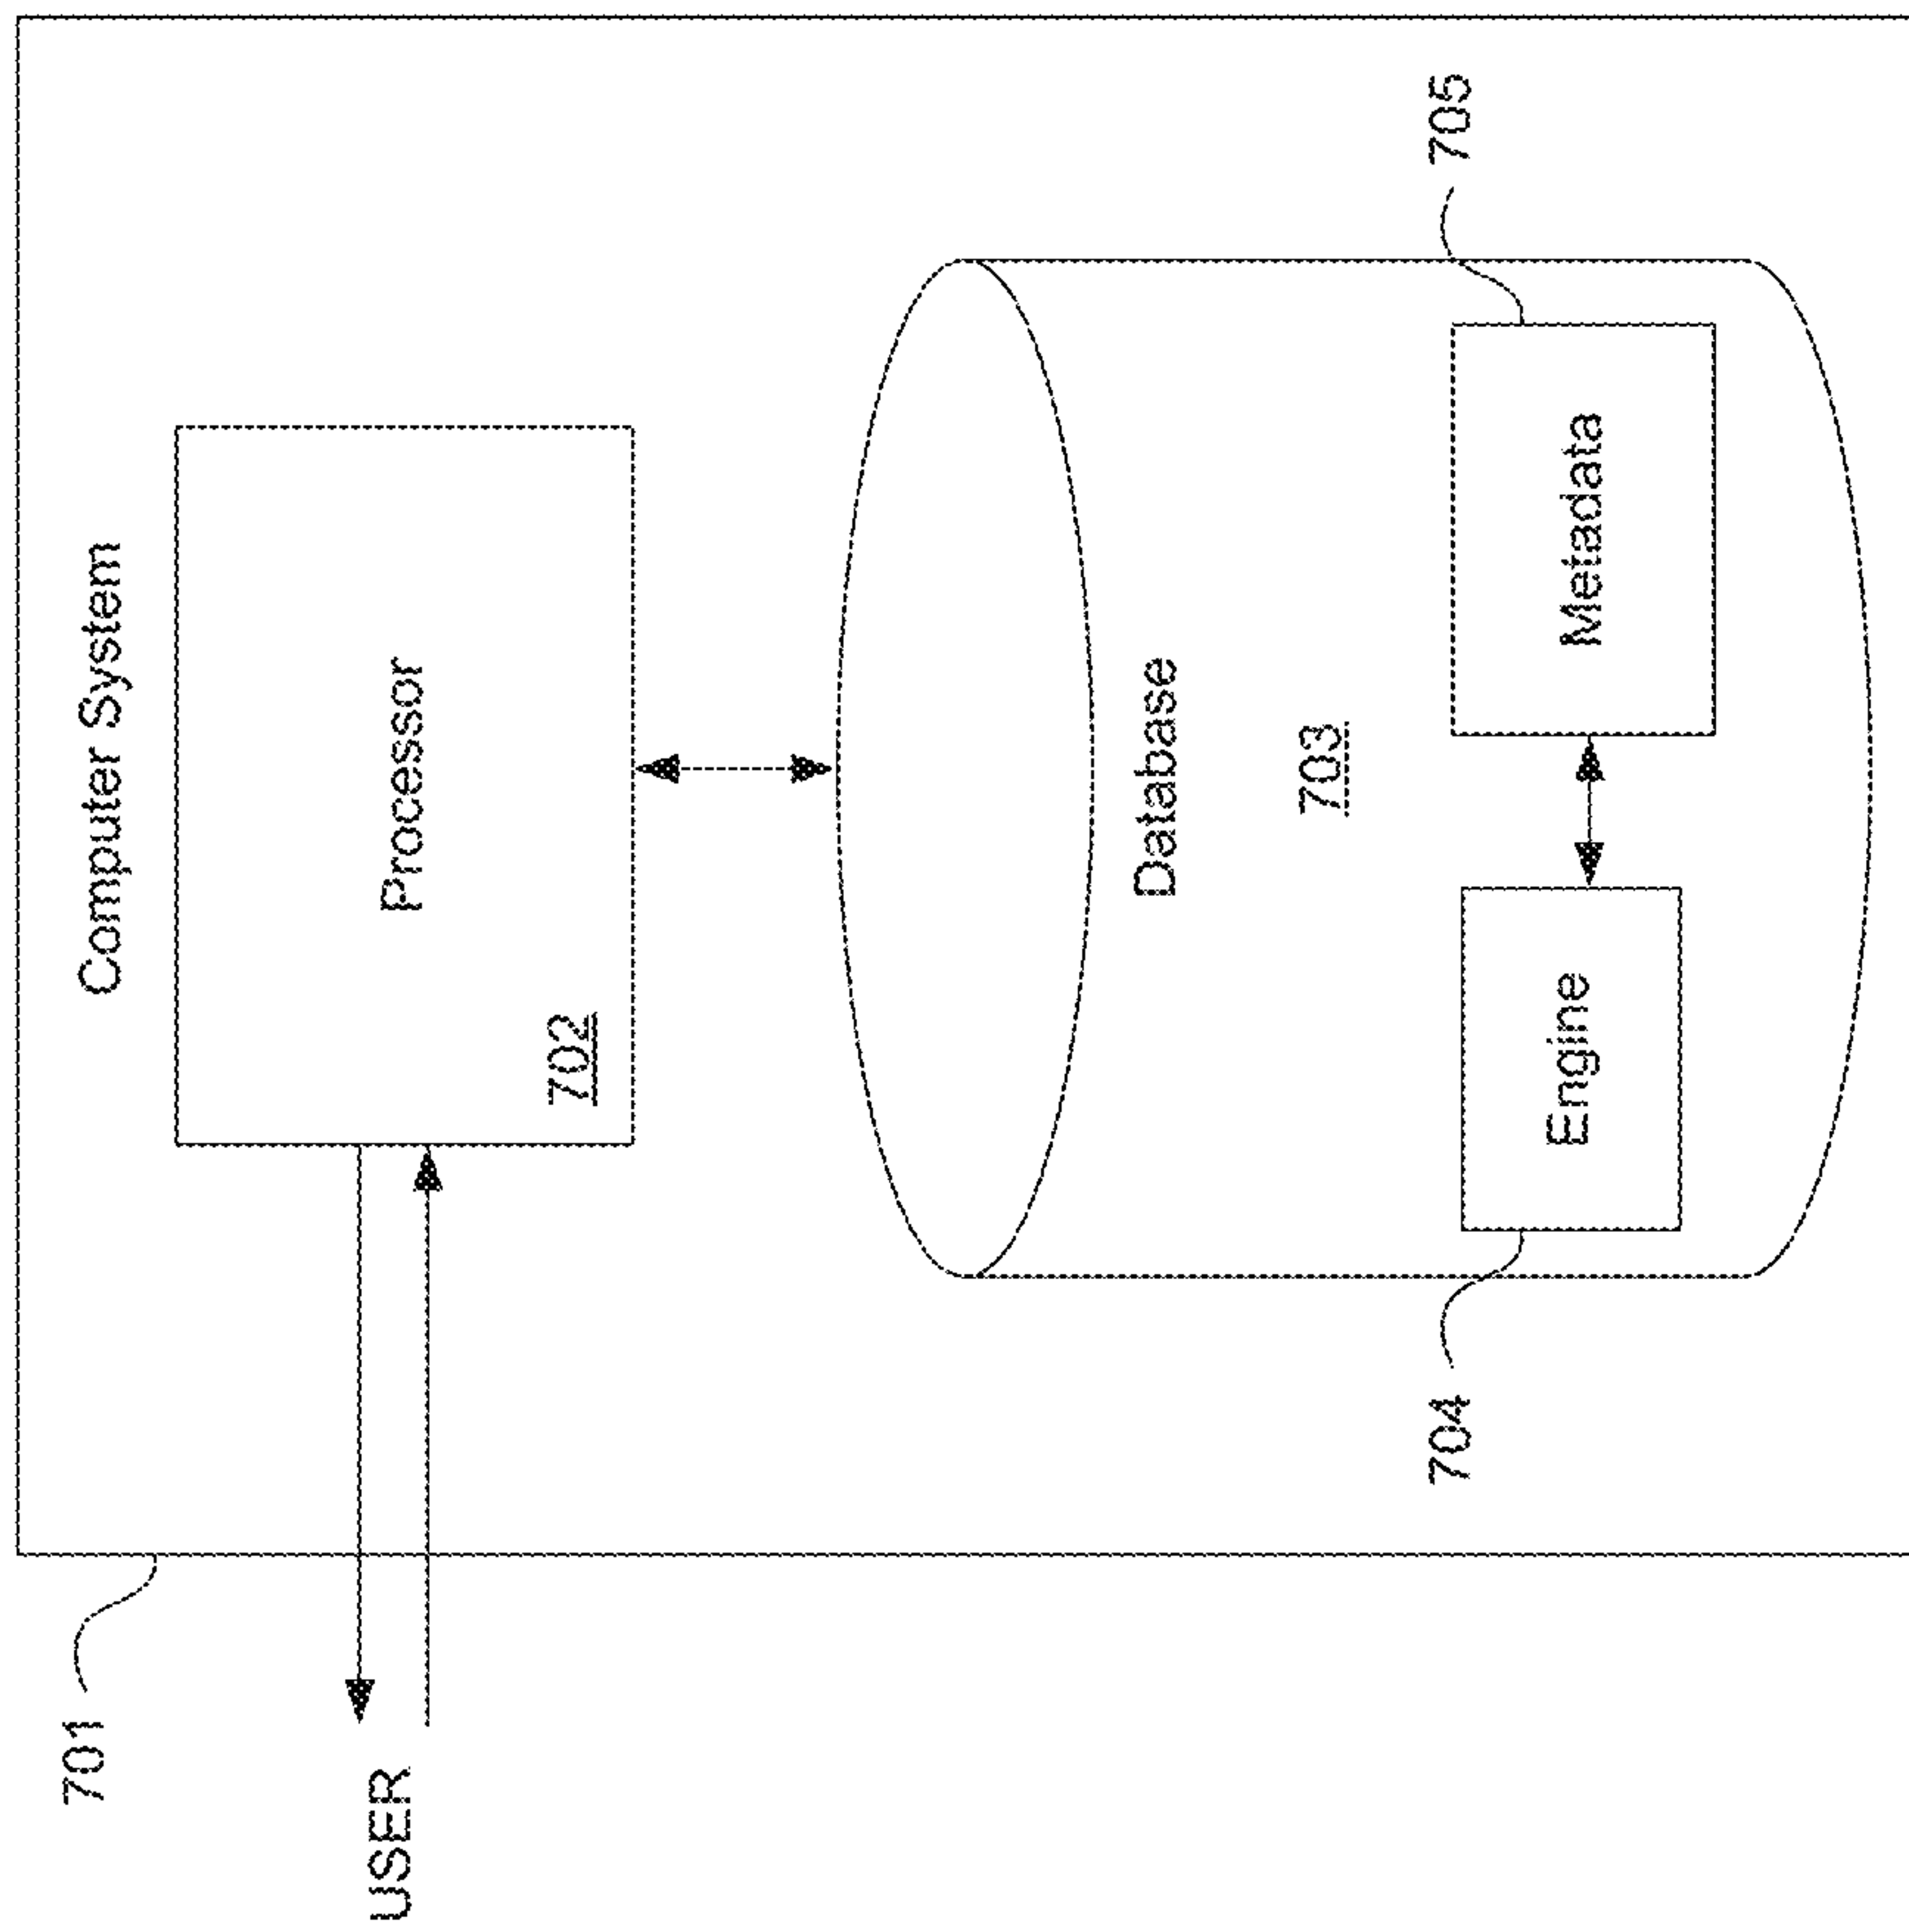 701
Computer System
USER
Processor
702
Database
703
704
705
Engine
Metadata